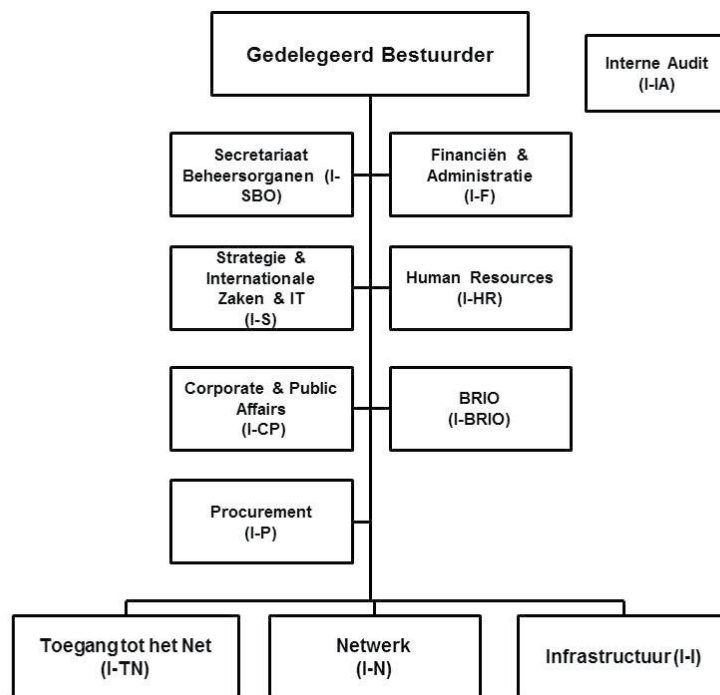 Gedelegeerd Bestuurder
Interne Audit
(I-IA)
Secretariaat
Beheersorganen (I-
SBO)
Financiën &
Administratie
(I-F)
Strategie &
Internationale
Zaken & IT
(I-S)
Human Resources
(I-HR)
Corporate & Public
Affairs
(I-CP)
BRIO
(I-BRIO)
Procurement
(I-P)
Toegang tot het Net
(I-TN)
Netwerk
(I-N)
Infrastructuur (I-I)